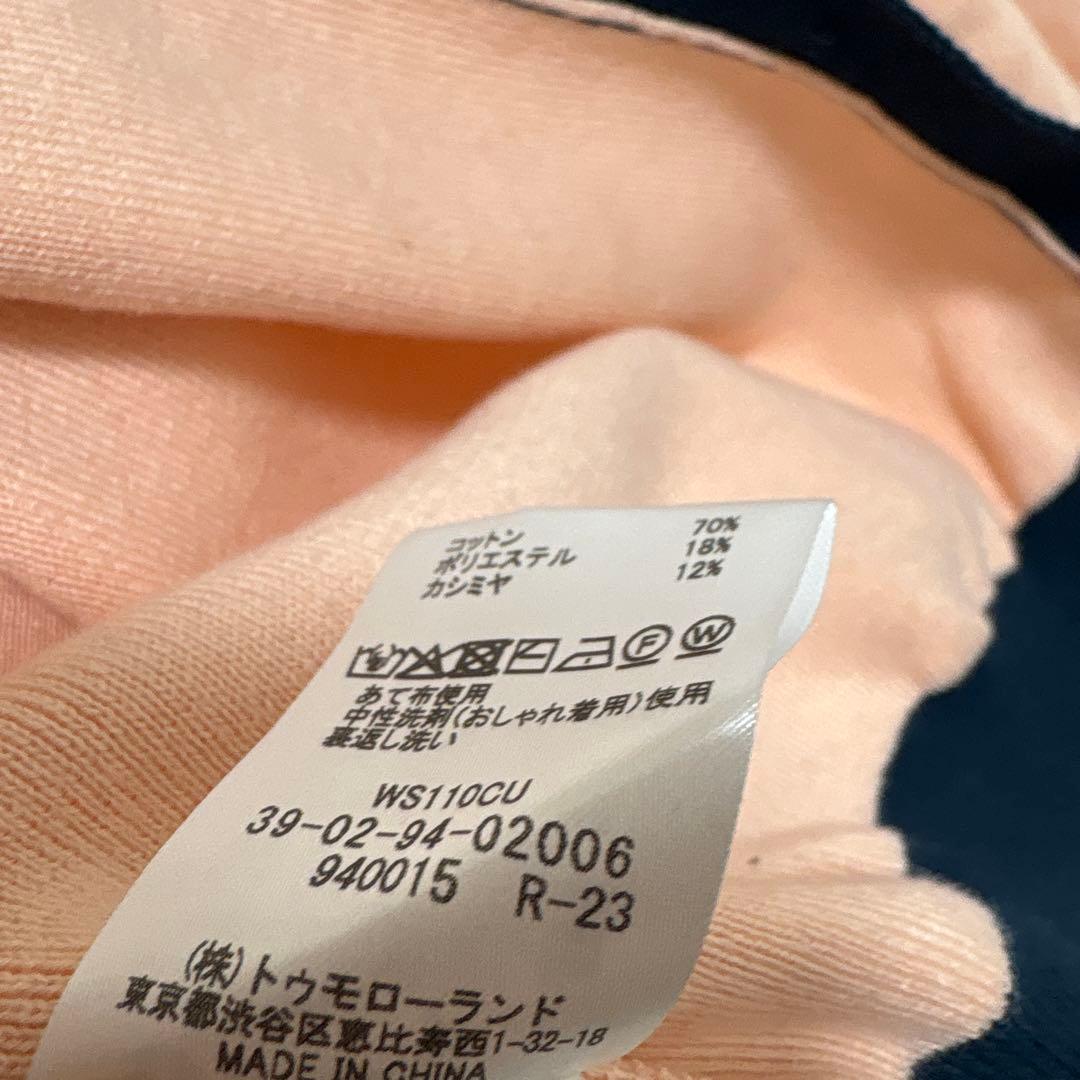 コットン 70%
ポリエステル 18%
カシミヤ 12%
F W
あて布使用
中性洗剤(おしゃれ着用)使用
裏返し洗い
WS110CU
39-02-94-02006
940015 R-23
(株)トゥモローランド
東京都渋谷区恵比寿西1-32-18
MADE IN CHINA